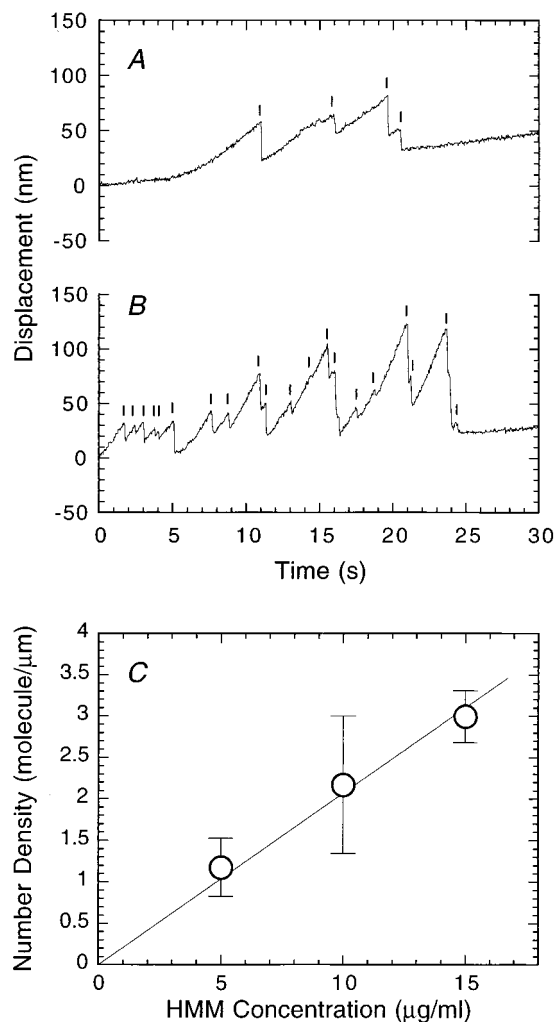 A
150
100
50
0
-50
Displacement (nm)
B
150
100
50
0
-50
0 5 10 15 20 25 30
Time (s)
C
4
3.5
3
2.5
2
1.5
1
0.5
0
Number Density (molecule/μm)
0 5 10 15
HMM Concentration (μg/ml)